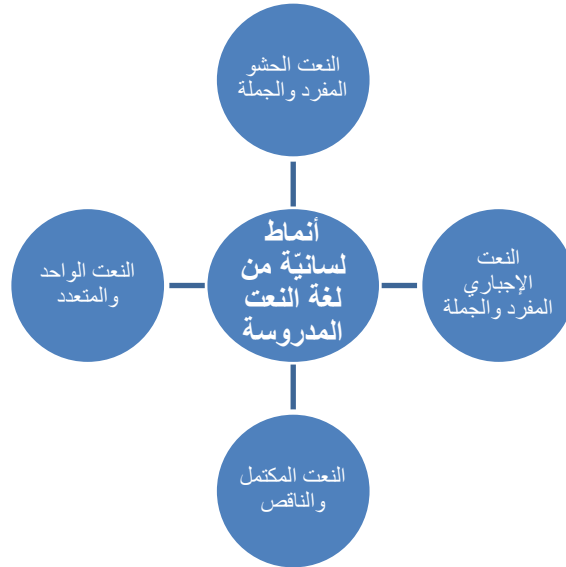 النعت الحشو
المفرد والجملة
أنماط
لسانيّة من
لغة النعت
المدروسة
النعت
الإجباري
المفرد والجملة
النعت الواحد
والمتعدد
النعت المكتمل
والناقص